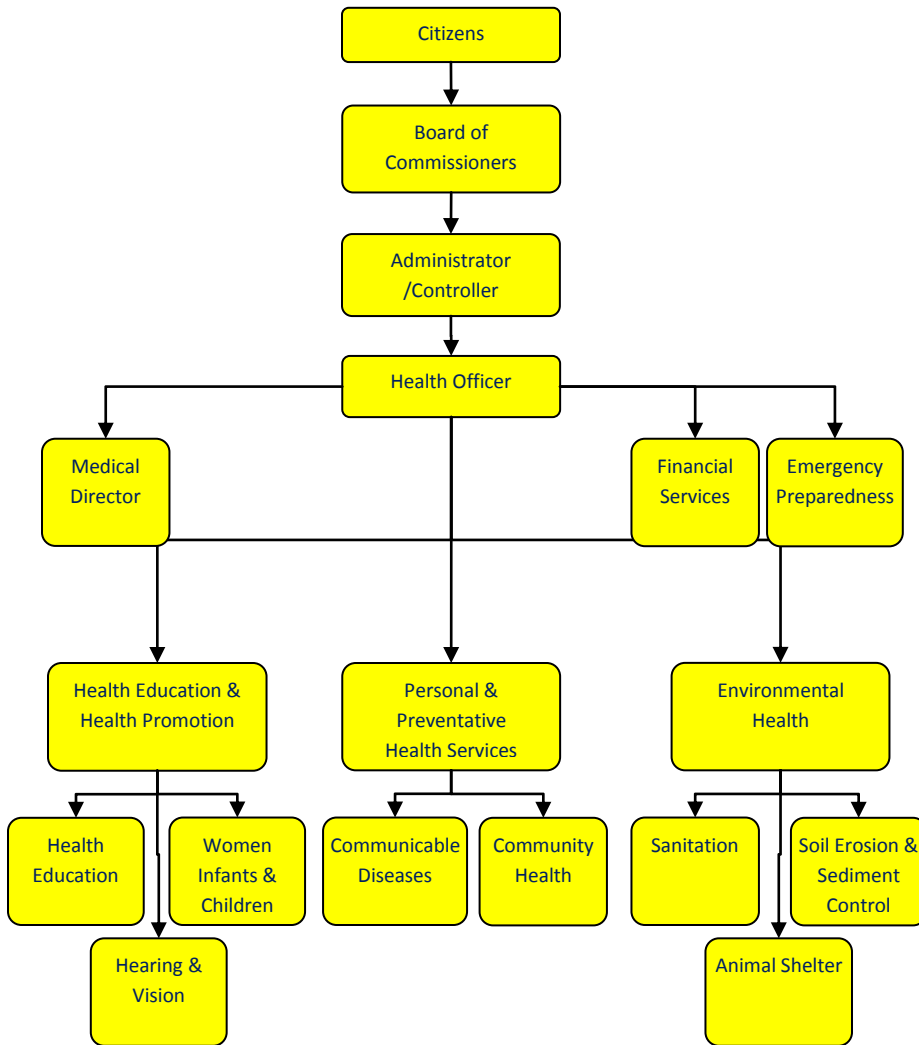 Citizens
Board of
Commissioners
Administrator
/Controller
Health Officer
Medical
Director
Financial
Services
Emergency
Preparedness
Health Education &
Health Promotion
Personal &
Preventative
Health Services
Environmental
Health
Health
Education
Women
Infants &
Children
Communicable
Diseases
Community
Health
Sanitation
Soil Erosion &
Sediment
Control
Hearing &
Vision
Animal Shelter